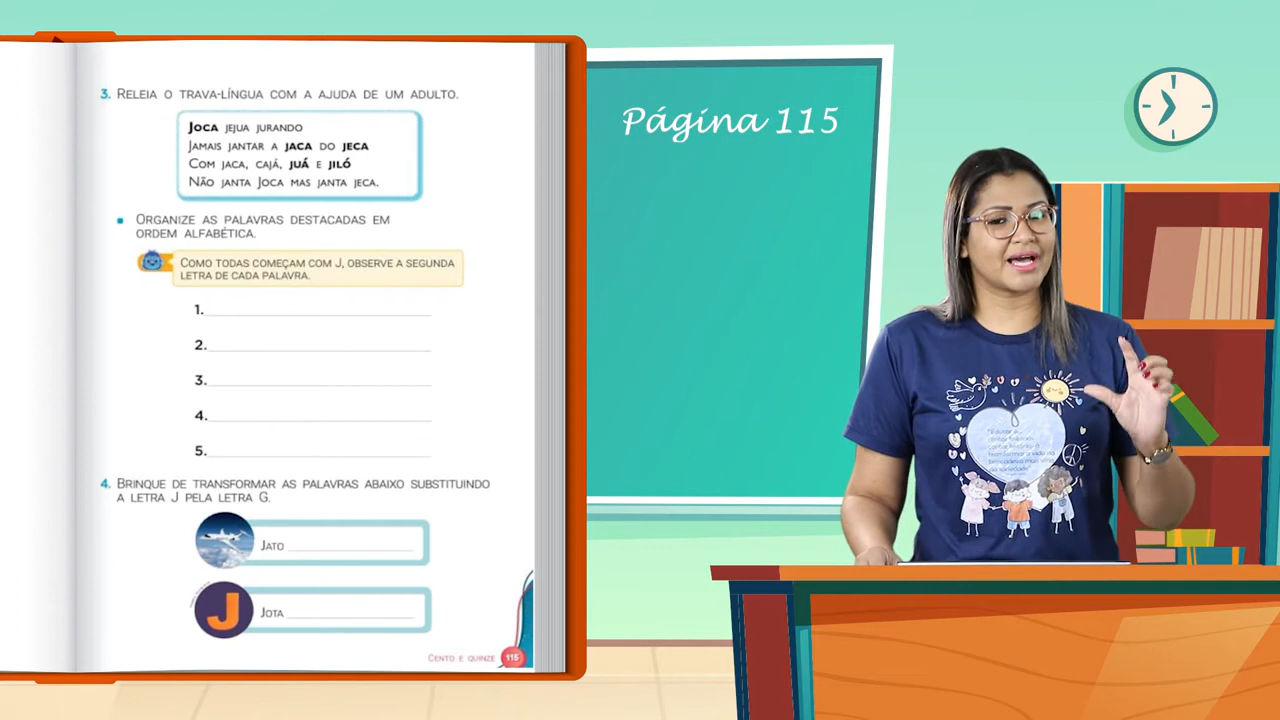 3. RELEIA O TRAVA-LÍNGUA COM A AJUDA DE UM ADULTO.
JOCA JEJUA JURANDO
JAMAIS JANTAR A JACA DO JECA
COM JACA, CAJÁ, JUÁ E JILÓ
NÃO JANTA JOCA MAS JANTA JECA.
ORGANIZE AS PALAVRAS DESTACADAS EM
ORDEM ALFABÉTICA.
COMO TODAS COMEÇAM COM J, OBSERVE A SEGUNDA
LETRA DE CADA PALAVRA.
1.
2.
3.
4.
5.
4. BRINQUE DE TRANSFORMAR AS PALAVRAS ABAIXO SUBSTITUINDO
A LETRA J PELA LETRA G.
JATO
J
JOTA
CENTO E QUINZE 115
Página 115